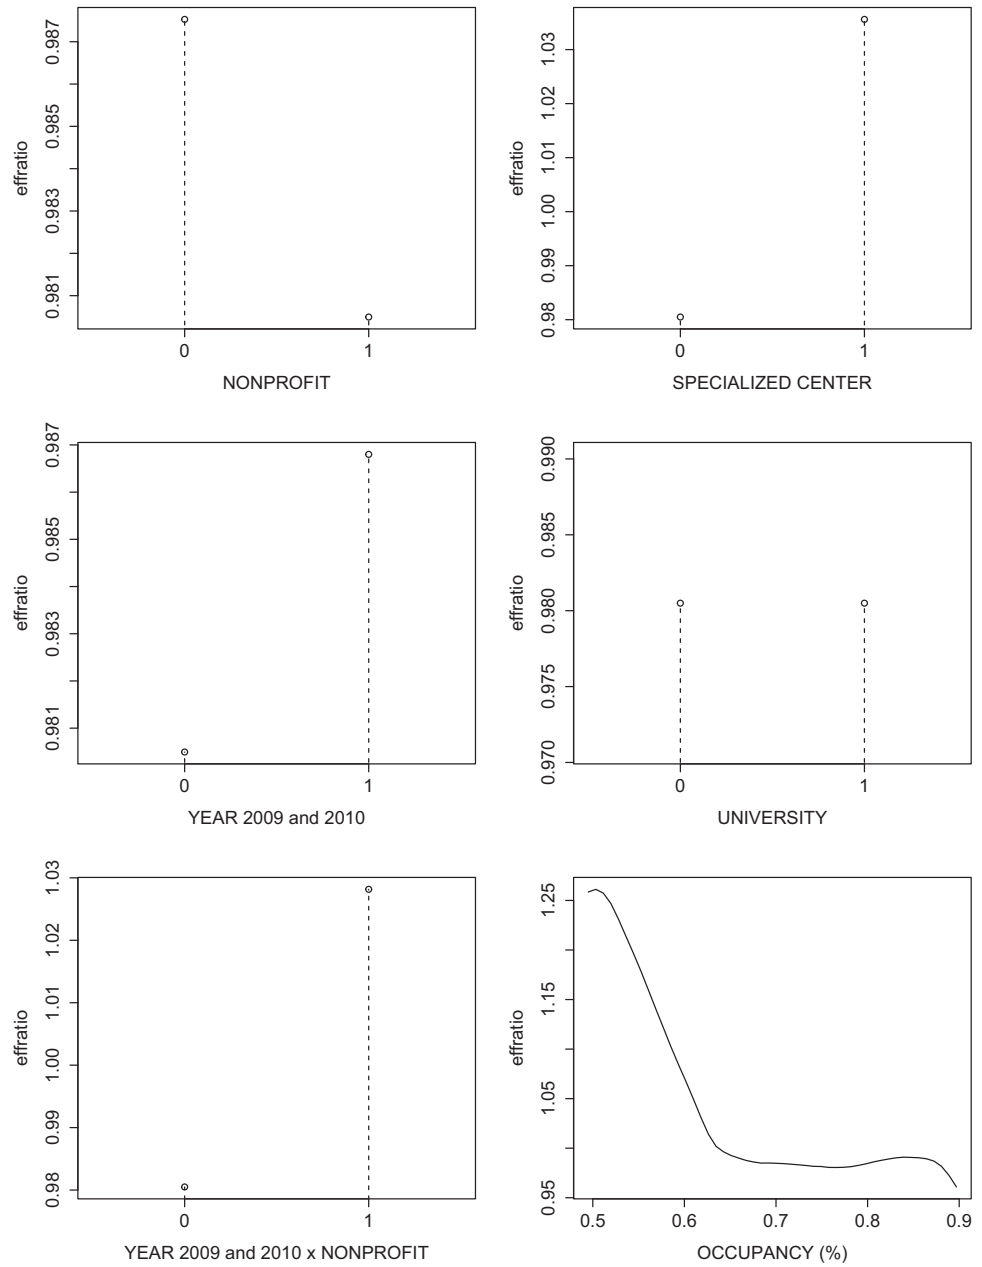 effratio
0.987
0.985
0.983
0.981
0 1
NONPROFIT
effratio
1.03
1.02
1.01
1.00
0.99
0.98
0 1
SPECIALIZED CENTER
effratio
0.987
0.985
0.983
0.981
0 1
YEAR 2009 and 2010
effratio
0.990
0.985
0.980
0.975
0.970
0 1
UNIVERSITY
effratio
1.03
1.02
1.01
1.00
0.99
0.98
0 1
YEAR 2009 and 2010 x NONPROFIT
effratio
1.25
1.15
1.05
0.95
0.5 0.6 0.7 0.8 0.9
OCCUPANCY (%)